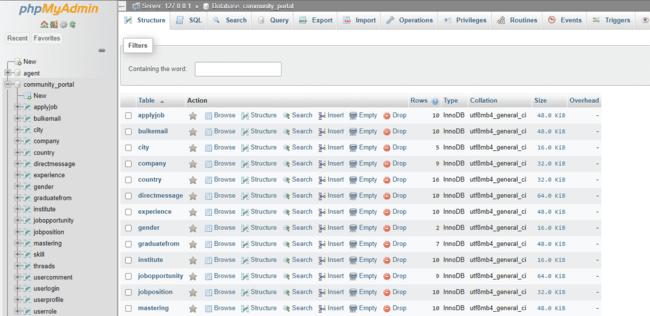 phpMyAdmin
Recent Favorites
New
agent
community_portal
New
applyjob
bulkemail
city
company
country
directmessage
experience
gender
graduatefrom
institute
jobopportunity
jobposition
mastering
skill
threads
usercomment
userlogin
userprofile
userrole
Server: 127.0.0.1 » Database: community_portal
Structure SQL Search Query Export Import Operations Privileges Routines Events Triggers
Filters
Containing the word:
Table Action Rows Type Collation Size Overhead
applyjob Browse Structure Search Insert Empty Drop 10 InnoDB utf8mb4_general_ci 48.0 KiB -
bulkemail Browse Structure Search Insert Empty Drop 10 InnoDB utf8mb4_general_ci 48.0 KiB -
city Browse Structure Search Insert Empty Drop 5 InnoDB utf8mb4_general_ci 16.0 KiB -
company Browse Structure Search Insert Empty Drop 9 InnoDB utf8mb4_general_ci 32.0 KiB -
country Browse Structure Search Insert Empty Drop 16 InnoDB utf8mb4_general_ci 32.0 KiB -
directmessage Browse Structure Search Insert Empty Drop 10 InnoDB utf8mb4_general_ci 64.0 KiB -
experience Browse Structure Search Insert Empty Drop 10 InnoDB utf8mb4_general_ci 48.0 KiB -
gender Browse Structure Search Insert Empty Drop 2 InnoDB utf8mb4_general_ci 16.0 KiB -
graduatefrom Browse Structure Search Insert Empty Drop 7 InnoDB utf8mb4_general_ci 48.0 KiB -
institute Browse Structure Search Insert Empty Drop 10 InnoDB utf8mb4_general_ci 16.0 KiB -
jobopportunity Browse Structure Search Insert Empty Drop 9 InnoDB utf8mb4_general_ci 64.0 KiB -
jobposition Browse Structure Search Insert Empty Drop 10 InnoDB utf8mb4_general_ci 32.0 KiB -
mastering Browse Structure Search Insert Empty Drop 10 InnoDB utf8mb4_general_ci 48.0 KiB -